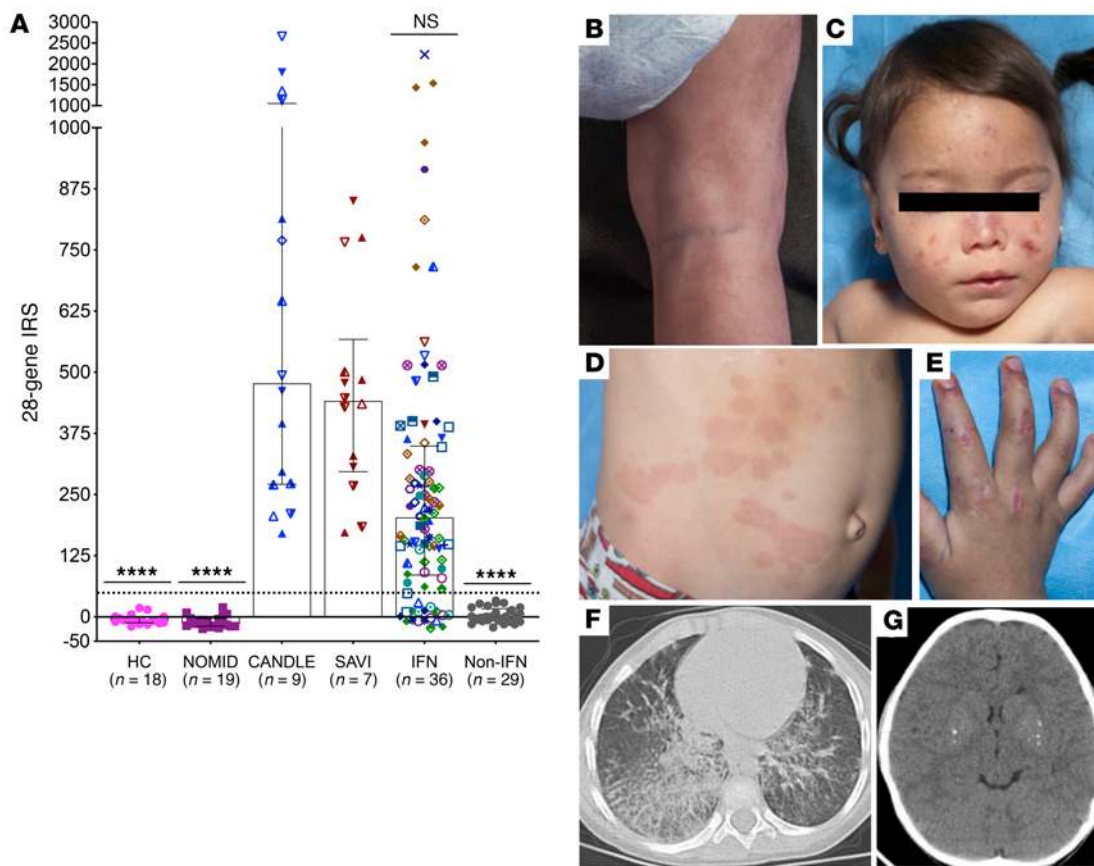 A
NS
3000
2500
2000
1500
1000
1000
875
750
625
500
375
250
125
0
-50
28-gene IRS
**** **** ****
HC NOMID CANDLE SAVI IFN Non-IFN
(n = 18) (n = 19) (n = 9) (n = 7) (n = 36) (n = 29)
B
C
D
E
F
G